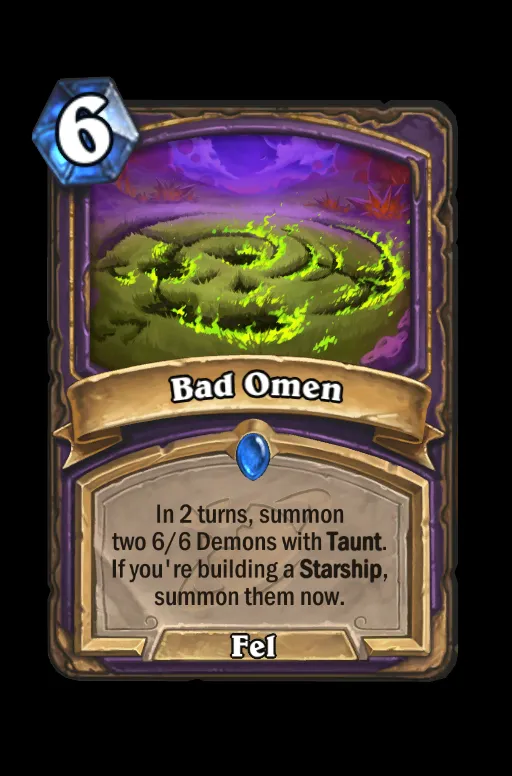 6
Bad Omen
In 2 turns, summon
two 6/6 Demons with Taunt.
If you're building a Starship,
summon them now.
Fel